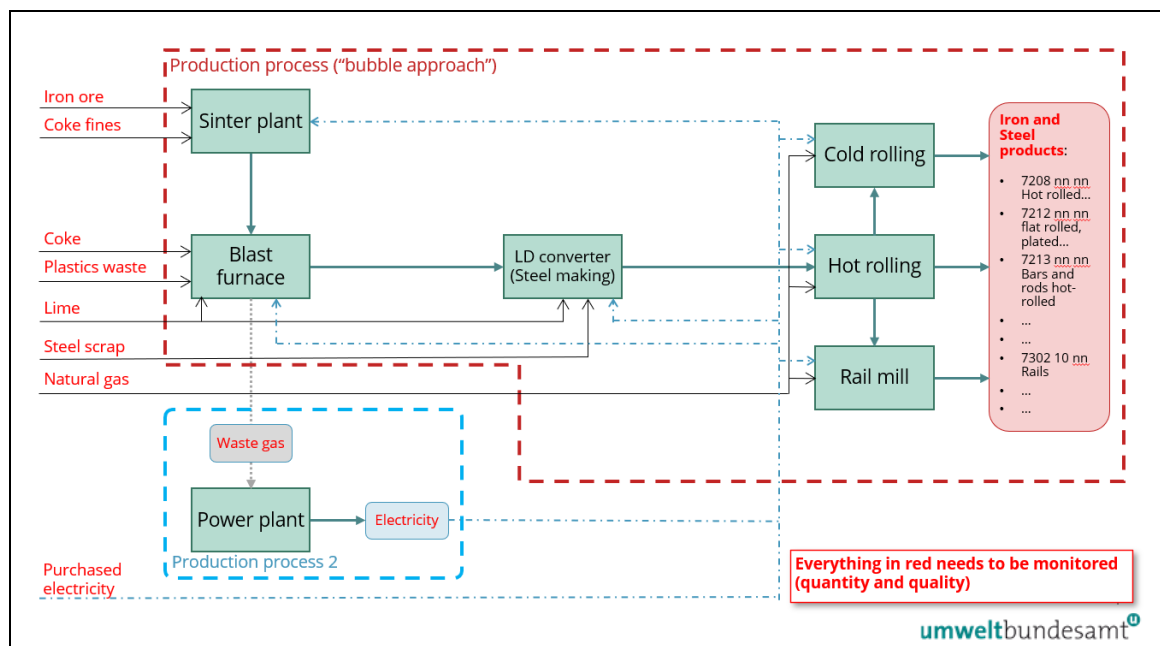 Production process (“bubble approach”)
Iron ore
Coke fines
Sinter plant
Coke
Plastics waste
Blast
furnace
Lime
Steel scrap
Natural gas
LD converter
(Steel making)
Cold rolling
Hot rolling
Rail mill
Iron and
Steel
products:
• 7208 nn nn
Hot rolled...
• 7212 nn nn
flat rolled,
plated...
• 7213 nn nn
Bars and
rods hot-
rolled
• ...
• ...
• 7302 10 nn
Rails
• ...
• ...
Waste gas
Power plant
Electricity
Production process 2
Purchased
electricity
Everything in red needs to be monitored
(quantity and quality)
umweltbundesamt u